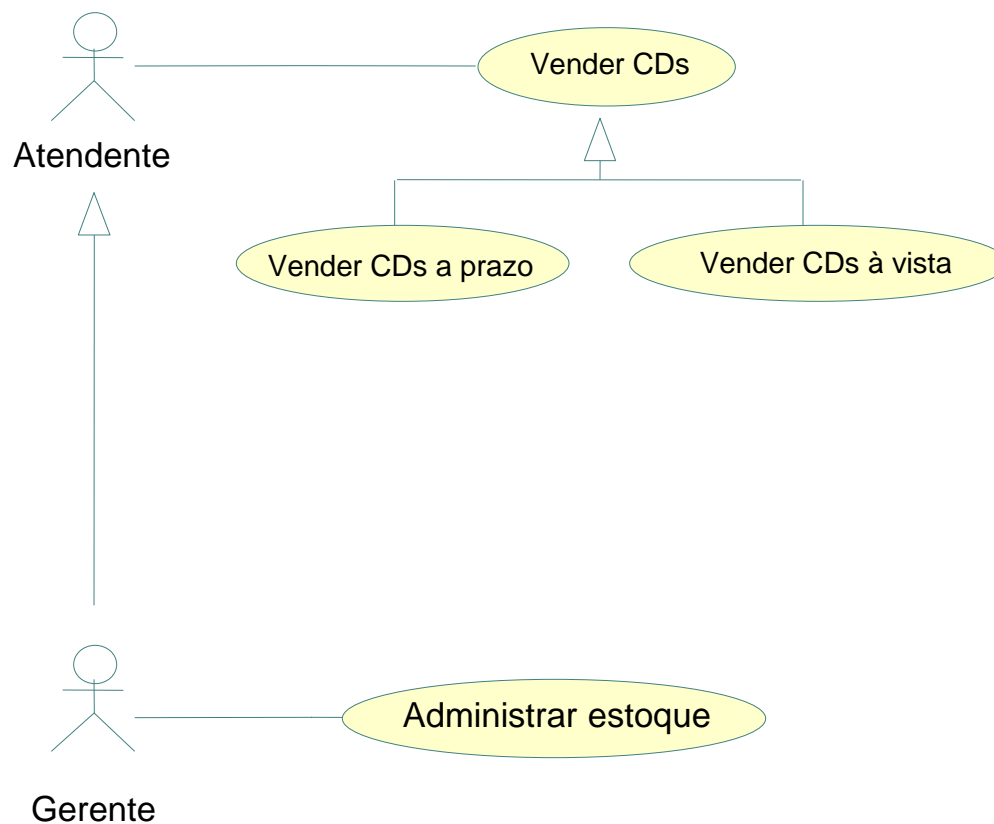 Vender CDs
Atendente
Vender CDs a prazo
Vender CDs à vista
Administrar estoque
Gerente